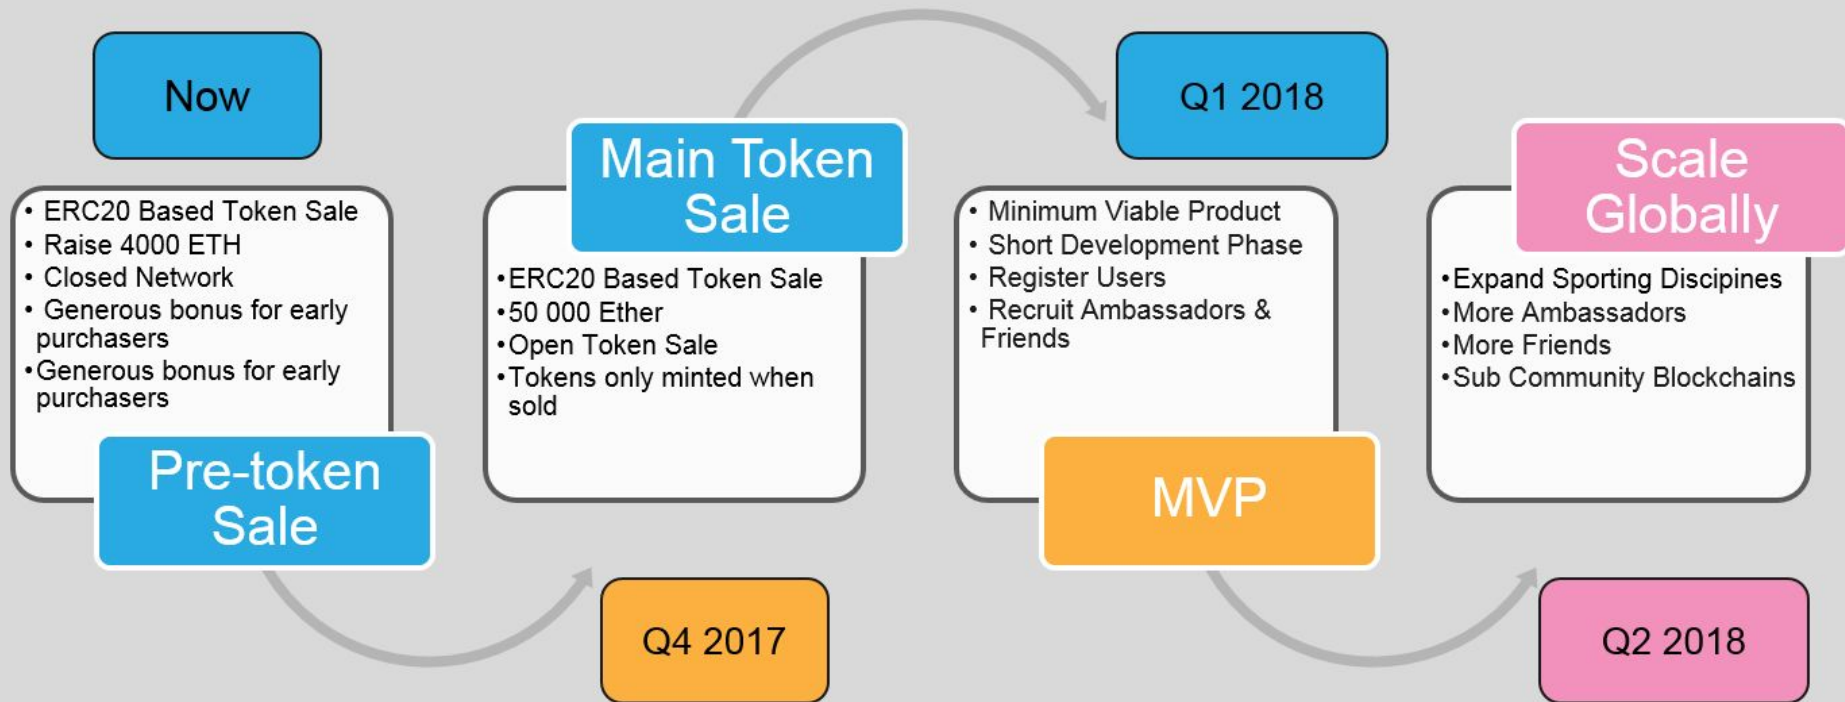 Now
• ERC20 Based Token Sale
• Raise 4000 ETH
• Closed Network
• Generous bonus for early
purchasers
• Generous bonus for early
purchasers
Pre-token
Sale
Main Token
Sale
• ERC20 Based Token Sale
• 50 000 Ether
• Open Token Sale
• Tokens only minted when
sold
Q4 2017
Q1 2018
• Minimum Viable Product
• Short Development Phase
• Register Users
• Recruit Ambassadors &
Friends
MVP
Scale
Globally
• Expand Sporting Discipines
• More Ambassadors
• More Friends
• Sub Community Blockchains
Q2 2018